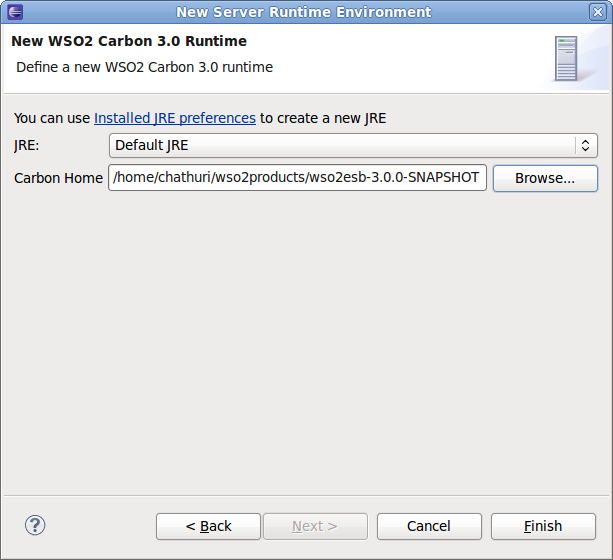 New Server Runtime Environment
New WSO2 Carbon 3.0 Runtime
Define a new WSO2 Carbon 3.0 runtime
You can use Installed JRE preferences to create a new JRE
JRE: Default JRE
Carbon Home /home/chathuri/wso2products/wso2esb-3.0.0-SNAPSHOT Browse...
? < Back Next > Cancel Finish